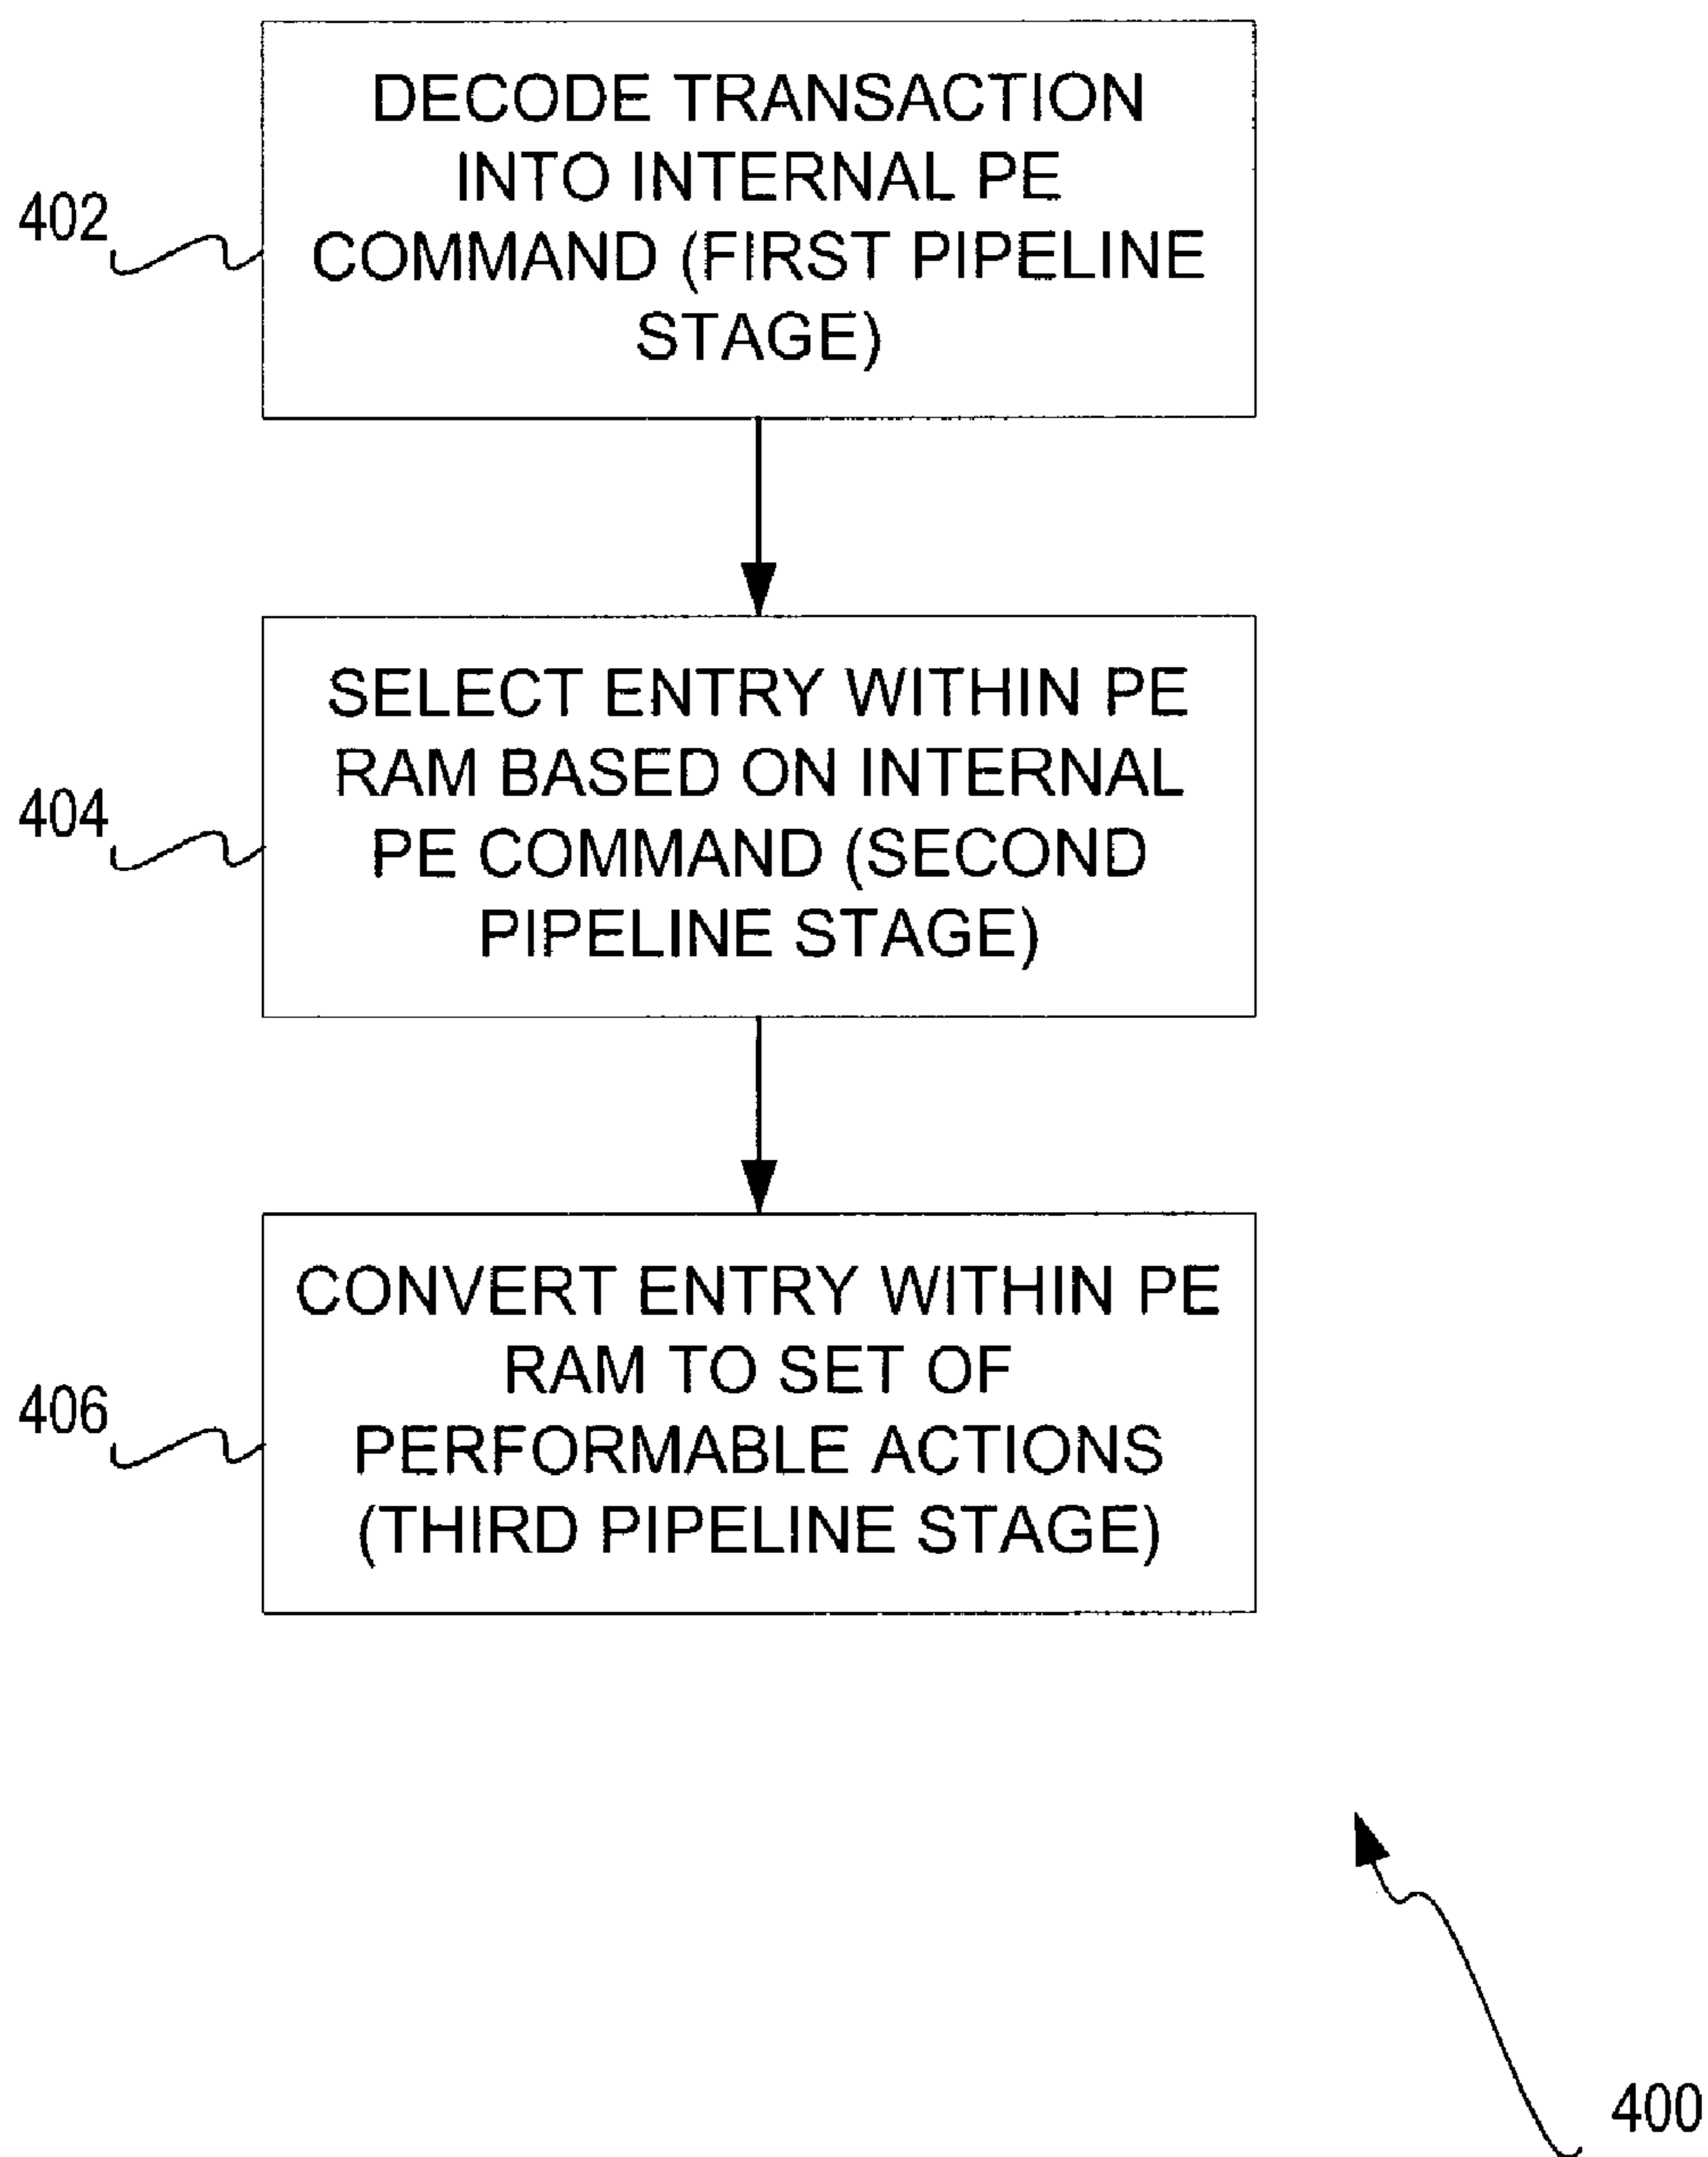 DECODE TRANSACTION
INTO INTERNAL PE
COMMAND (FIRST PIPELINE
STAGE)
402
SELECT ENTRY WITHIN PE
RAM BASED ON INTERNAL
PE COMMAND (SECOND
PIPELINE STAGE)
404
CONVERT ENTRY WITHIN PE
RAM TO SET OF
PERFORMABLE ACTIONS
(THIRD PIPELINE STAGE)
406
400